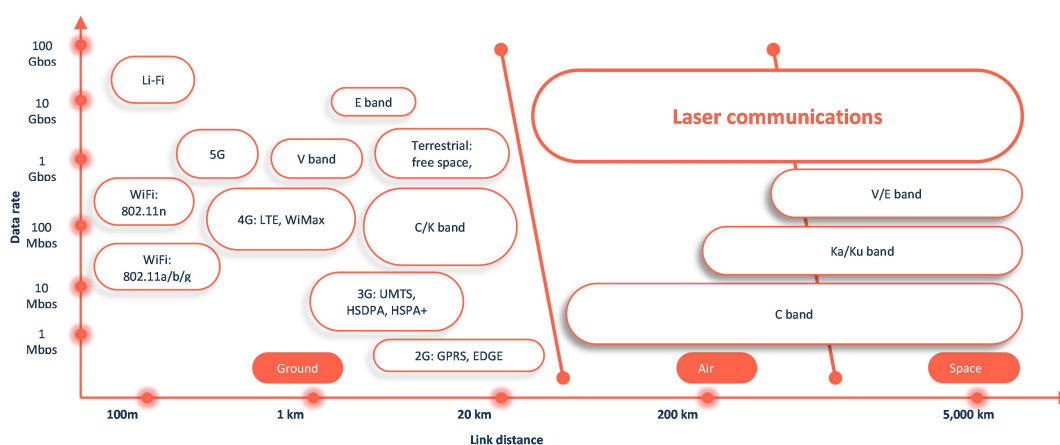 100
Gbps
Li-Fi
10
Gbps
E band
Laser communications
1
Gbps
5G
V band
Terrestrial:
free space,
WiFi:
802.11n
V/E band
Data rate
100
Mbps
4G: LTE, WiMax
C/K band
Ka/Ku band
WiFi:
802.11a/b/g
10
Mbps
3G: UMTS,
HSDPA, HSPA+
C band
1
Mbps
2G: GPRS, EDGE
Ground
Air
Space
100m
1 km
20 km
200 km
5,000 km
Link distance